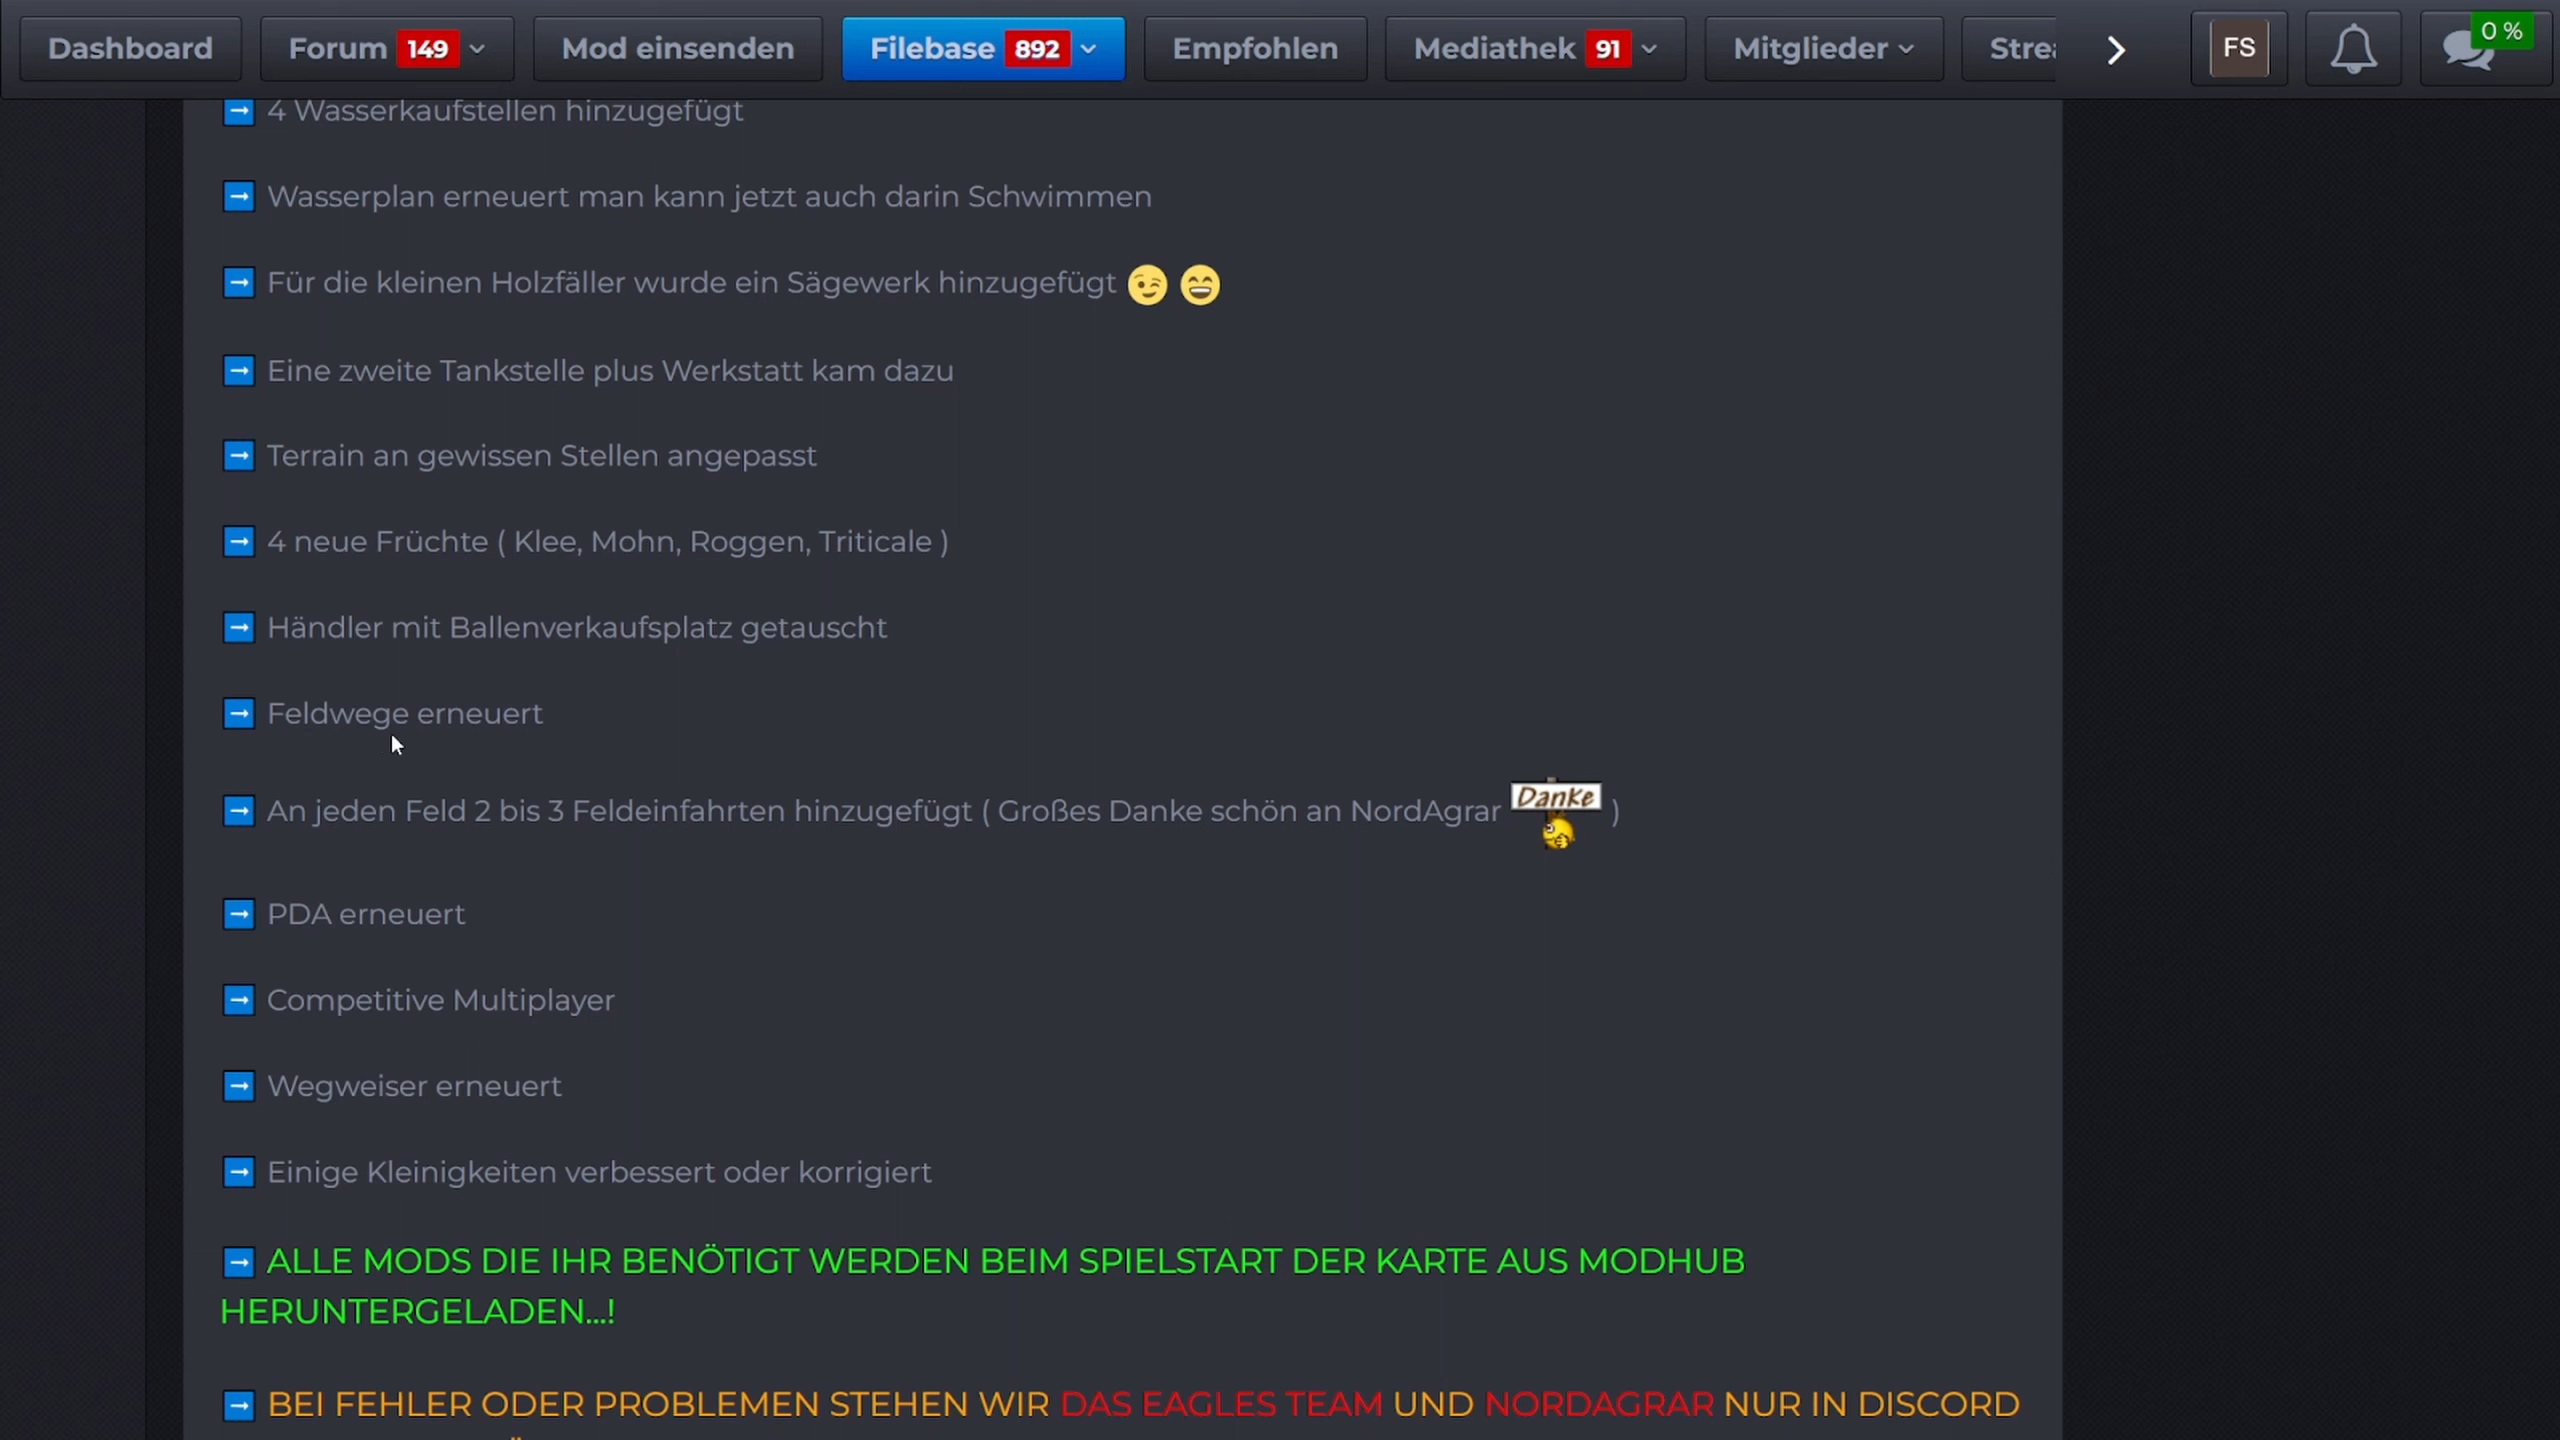 Dashboard Forum 149 Mod einsenden Filebase 892 Empfohlen Mediathek 91 Mitglieder FS 0 %
4 Wasserkaufstellen hinzugefügt
Wasserplan erneuert man kann jetzt auch darin Schwimmen
Für die kleinen Holzfäller wurde ein Sägewerk hinzugefügt
Eine zweite Tankstelle plus Werkstatt kam dazu
Terrain an gewissen Stellen angepasst
4 neue Früchte ( Klee, Mohn, Roggen, Triticale )
Händler mit Ballenverkaufsplatz getauscht
Feldwege erneuert
An jeden Feld 2 bis 3 Feldeinfahrten hinzugefügt ( Großes Danke schön an NordAgrar Danke )
PDA erneuert
Competitive Multiplayer
Wegweiser erneuert
Einige Kleinigkeiten verbessert oder korrigiert
ALLE MODS DIE IHR BENÖTIGT WERDEN BEIM SPIELSTART DER KARTE AUS MODHUB
HERUNTERGELADEN...!
BEI FEHLER ODER PROBLEMEN STEHEN WIR DAS EAGLES TEAM UND NORDAGRAR NUR IN DISCORD